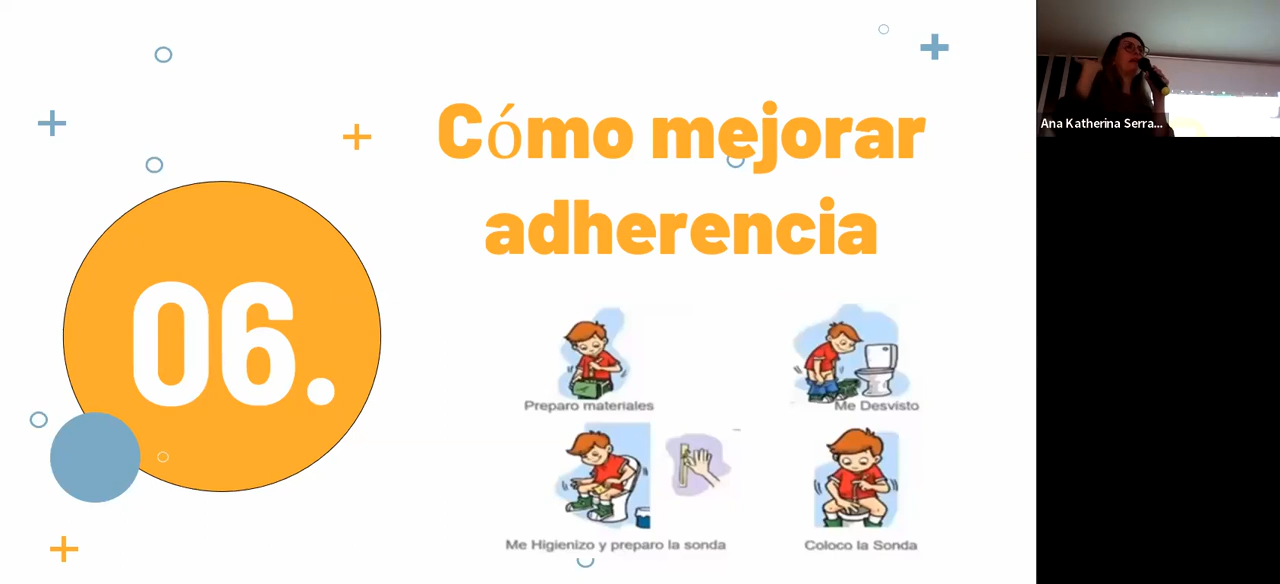 Cómo mejorar
adherencia
06.
Preparo materiales
Me Desvisto
Me Higienizo y preparo la sonda
Coloco la Sonda
Ana Katherina Serra...